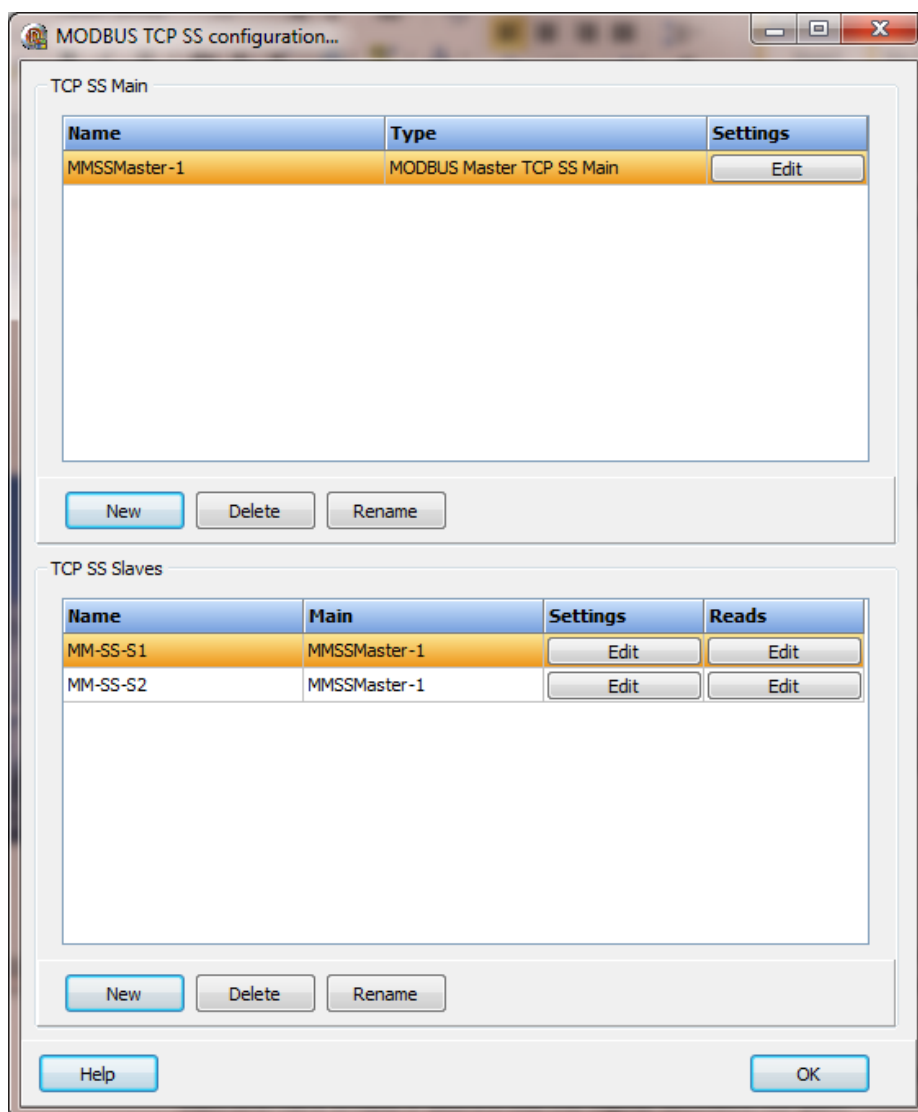 MODBUS TCP SS configuration...
TCP SS Main
Name Type Settings
MMSSMaster-1 MODBUS Master TCP SS Main Edit
New Delete Rename
TCP SS Slaves
Name Main Settings Reads
MM-SS-S1 MMSSMaster-1 Edit Edit
MM-SS-S2 MMSSMaster-1 Edit Edit
New Delete Rename
Help OK